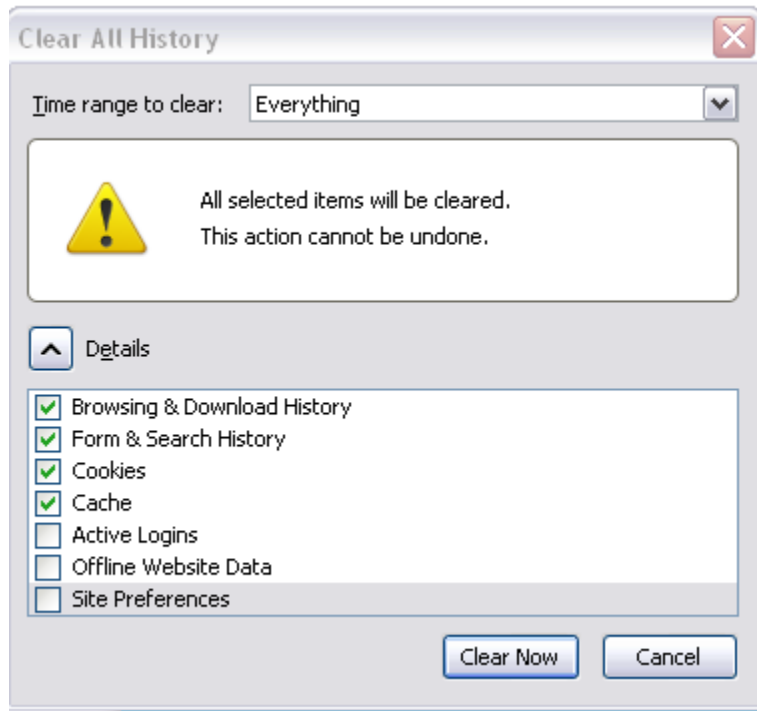 Clear All History
Time range to clear: Everything
All selected items will be cleared.
This action cannot be undone.
Details
Browsing & Download History
Form & Search History
Cookies
Cache
Active Logins
Offline Website Data
Site Preferences
Clear Now Cancel